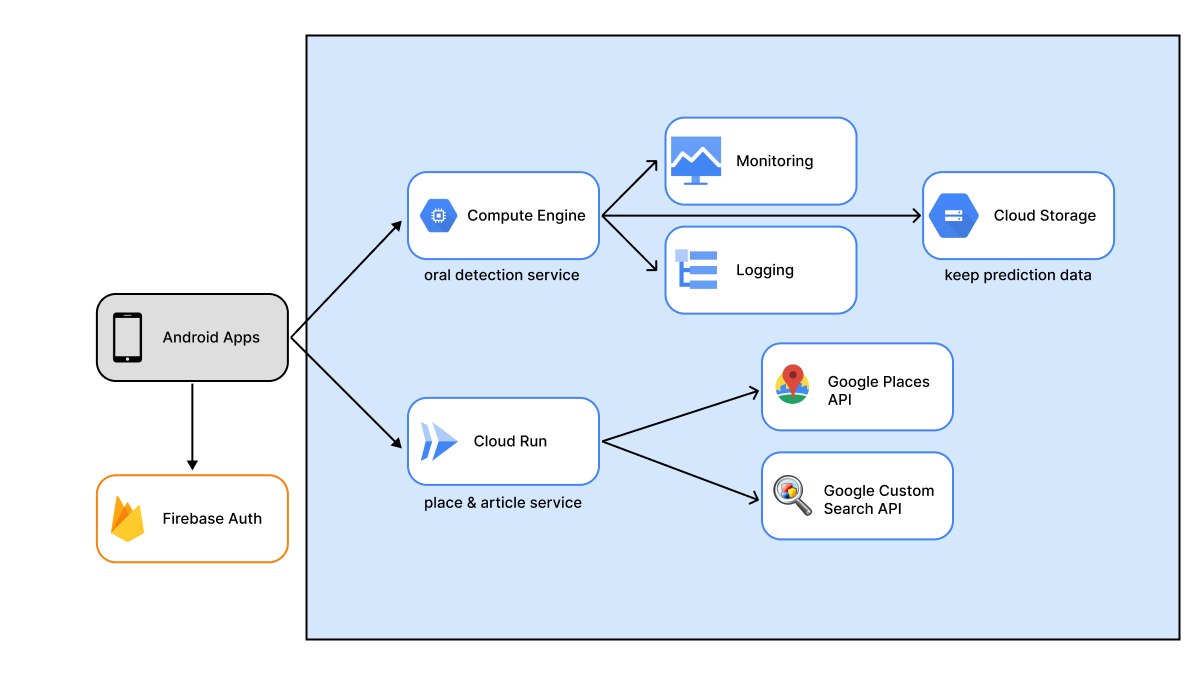 Monitoring
Compute Engine
Cloud Storage
oral detection service
Logging
keep prediction data
Android Apps
Google Places
API
Cloud Run
place & article service
Google Custom
Search API
Firebase Auth